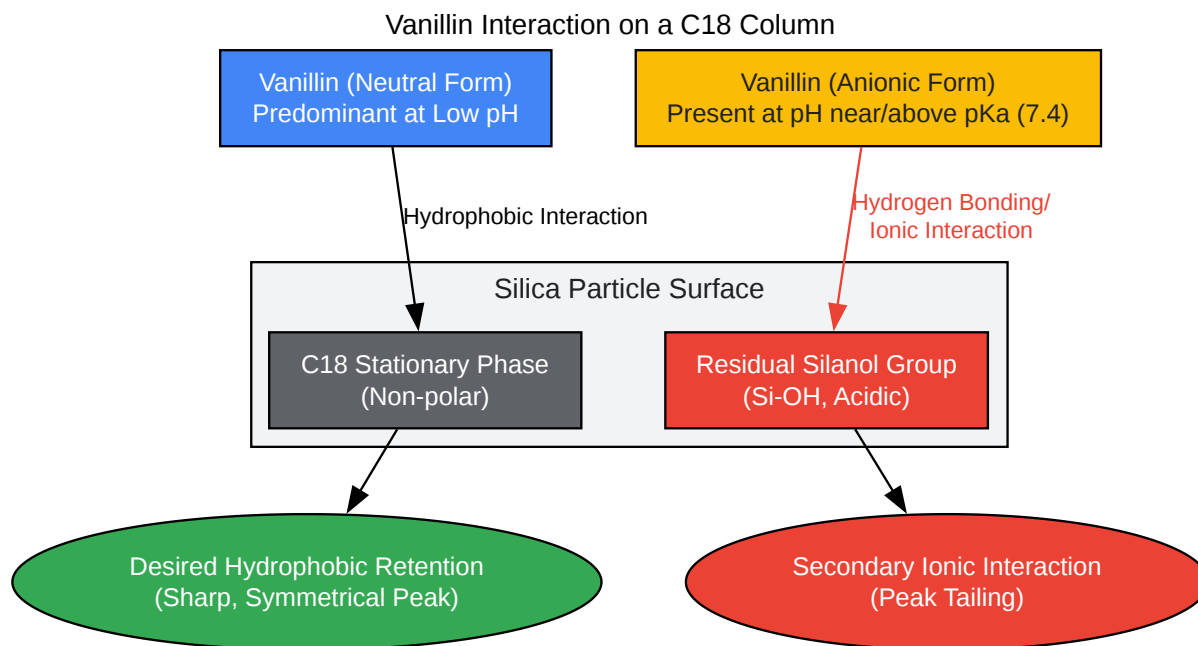 Vanillin Interaction on a C18 Column
Vanillin (Neutral Form)
Predominant at Low pH
Vanillin (Anionic Form)
Present at pH near/above pKa (7.4)
Hydrophobic Interaction
Hydrogen Bonding/
Ionic Interaction
Silica Particle Surface
C18 Stationary Phase
(Non-polar)
Residual Silanol Group
(Si-OH, Acidic)
Desired Hydrophobic Retention
(Sharp, Symmetrical Peak)
Secondary Ionic Interaction
(Peak Tailing)